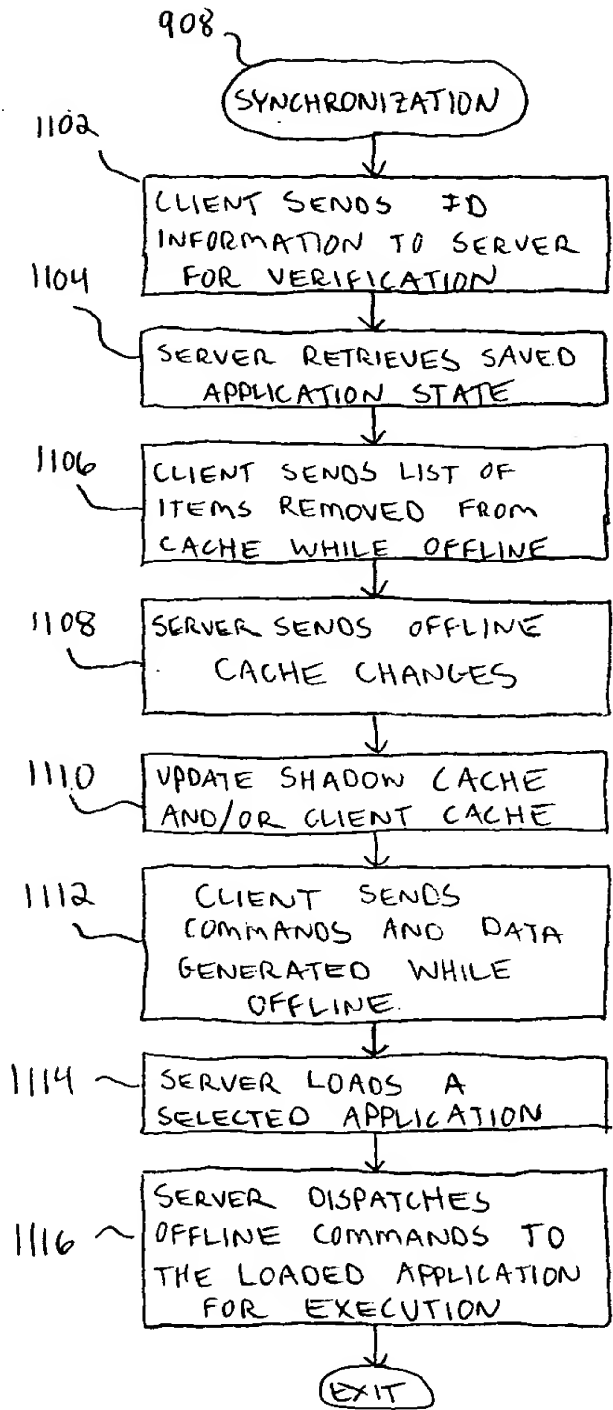 908
SYNCHRONIZATION
1102
CLIENT SENDS ID
INFORMATION TO SERVER
FOR VERIFICATION
1104
SERVER RETRIEVES SAVED
APPLICATION STATE
1106
CLIENT SENDS LIST OF
ITEMS REMOVED FROM
CACHE WHILE OFFLINE
1108
SERVER SENDS OFFLINE
CACHE CHANGES
1110
UPDATE SHADOW CACHE
AND/OR CLIENT CACHE
1112
CLIENT SENDS
COMMANDS AND DATA
GENERATED WHILE
OFFLINE.
1114
SERVER LOADS A
SELECTED APPLICATION
1116
SERVER DISPATCHES
OFFLINE COMMANDS TO
THE LOADED APPLICATION
FOR EXECUTION
EXIT